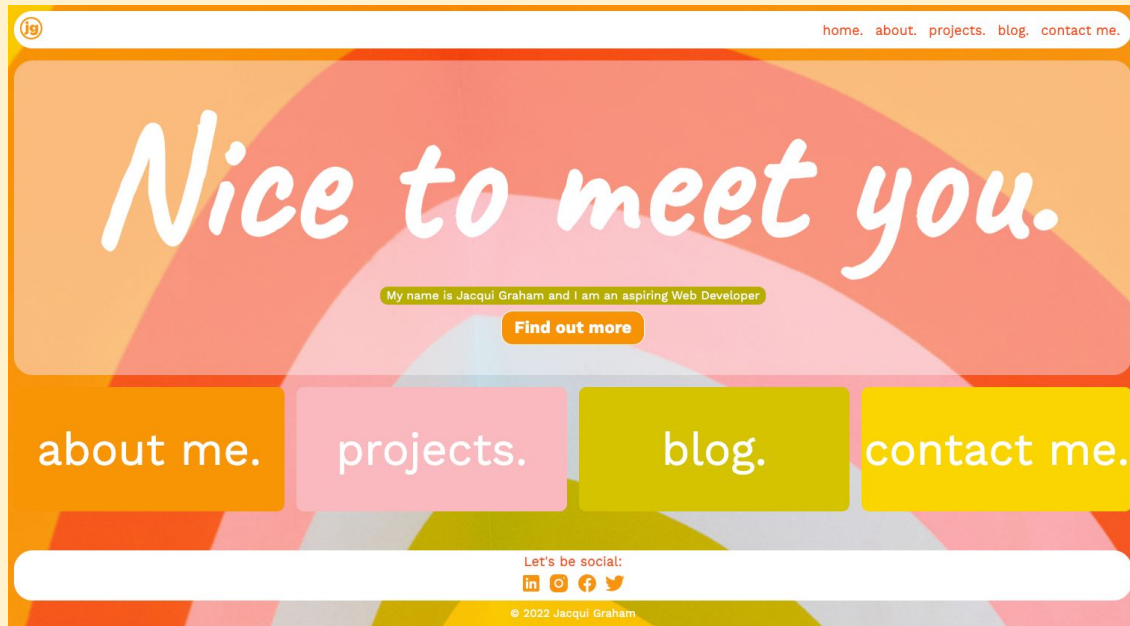 jg
home. about. projects. blog. contact me.
Nice to meet you.
My name is Jacqui Graham and I am an aspiring Web Developer
Find out more
about me. projects. blog. contact me.
Let's be social:
in
© 2022 Jacqui Graham